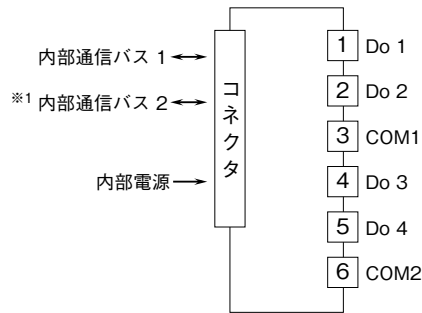 内部通信バス 1
※1 内部通信バス 2
内部電源
コネクタ
1 Do 1
2 Do 2
3 COM1
4 Do 3
5 Do 4
6 COM2